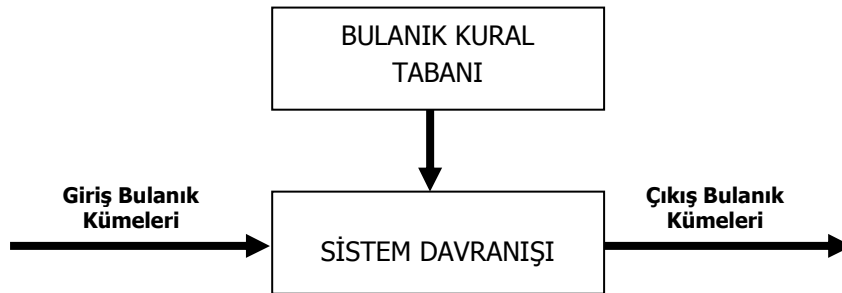 BULANIK KURAL
TABANI
Giriş Bulanık
Kümeleri
Çıkış Bulanık
Kümeleri
SİSTEM DAVRANIŞI